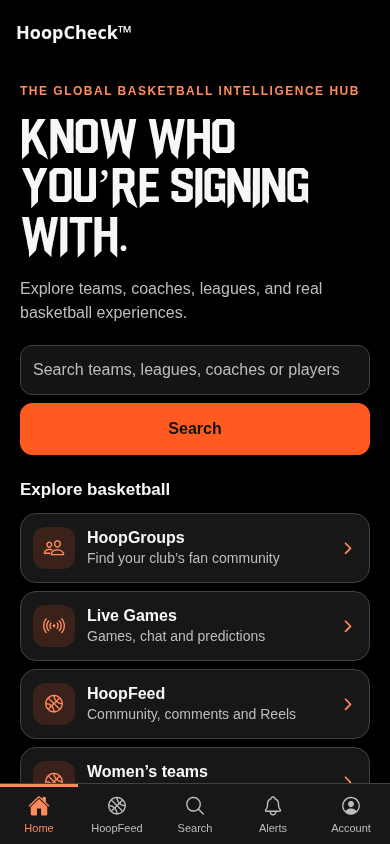 HoopCheck™
THE GLOBAL BASKETBALL INTELLIGENCE HUB
KNOW WHO
YOU’RE SIGNING
WITH.
Explore teams, coaches, leagues, and real
basketball experiences.
Search teams, leagues, coaches or players
Search
Explore basketball
HoopGroups
Find your club’s fan community
Live Games
Games, chat and predictions
HoopFeed
Community, comments and Reels
Women’s teams
Home
HoopFeed
Search
Alerts
Account